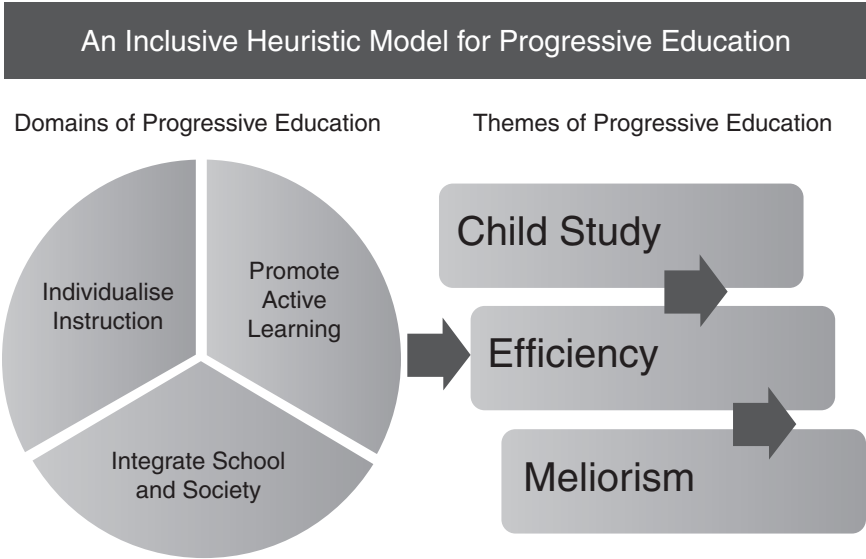 An Inclusive Heuristic Model for Progressive Education
Domains of Progressive Education
Individualise
Instruction
Promote
Active
Learning
Integrate School
and Society
Themes of Progressive Education
Child Study
Efficiency
Meliorism